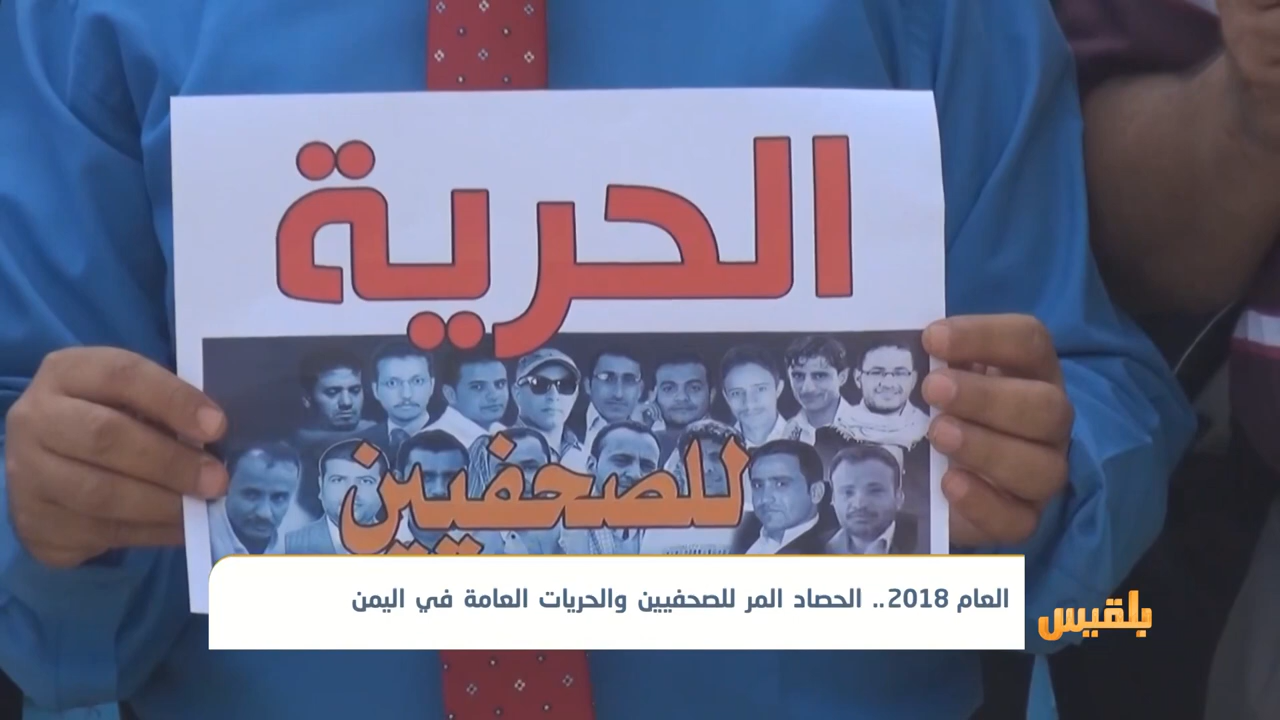 الحرية
للصحفيين
العام 2018.. الحصاد المر للصحفيين والحريات العامة في اليمن
بلقيس